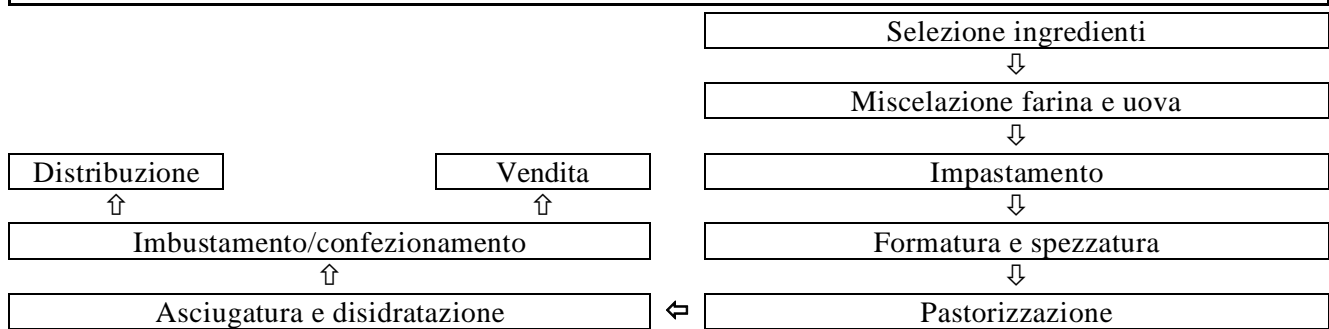 Selezione ingredienti
⇩
Miscelazione farina e uova
⇩
Distribuzione Vendita Impastamento
⇧ ⇧ ⇩
Imbustamento/confezionamento Formatura e spezzatura
⇧ ⇩
Asciugatura e disidratazione ⇦ Pastorizzazione